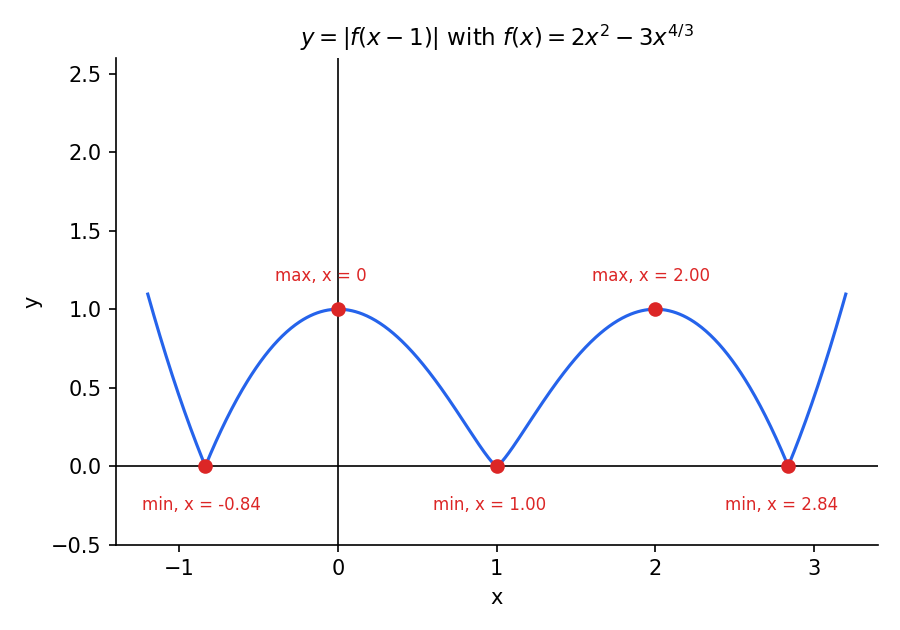 y = |f(x − 1)| with f(x) = 2x² − 3x^{4/3}
2.5
2.0
1.5
1.0
0.5
0.0
−0.5
y
max, x = 0
max, x = 2.00
min, x = -0.84
min, x = 1.00
min, x = 2.84
−1
0
1
2
3
x